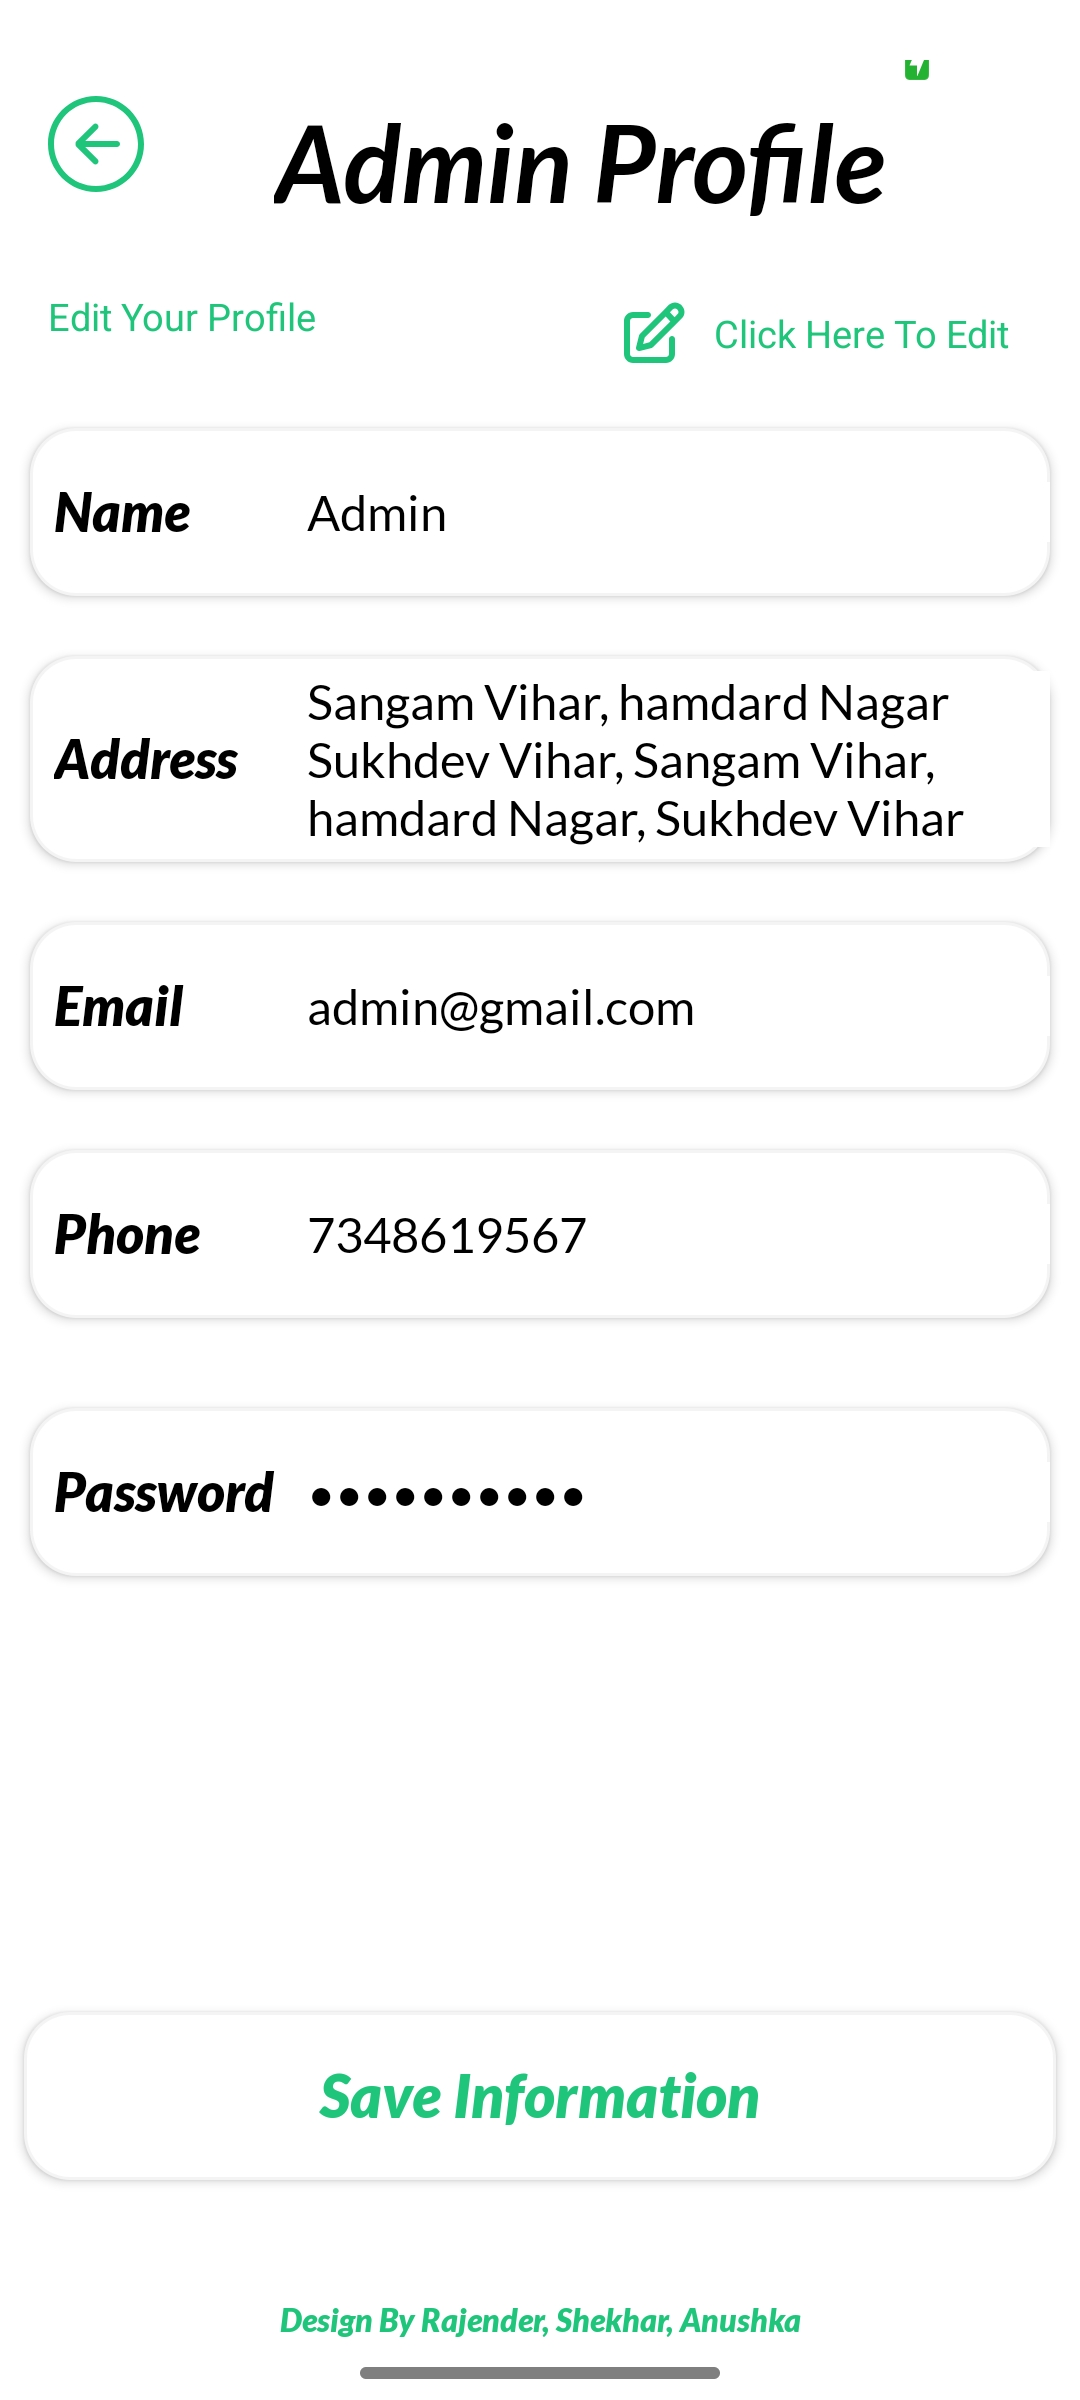 Admin Profile
Edit Your Profile
Click Here To Edit
Name
Admin
Address
Sangam Vihar, hamdard Nagar
Sukhdev Vihar, Sangam Vihar,
hamdard Nagar, Sukhdev Vihar
Email
admin@gmail.com
Phone
7348619567
Password
••••••••••
Save Information
Design By Rajender, Shekhar, Anushka